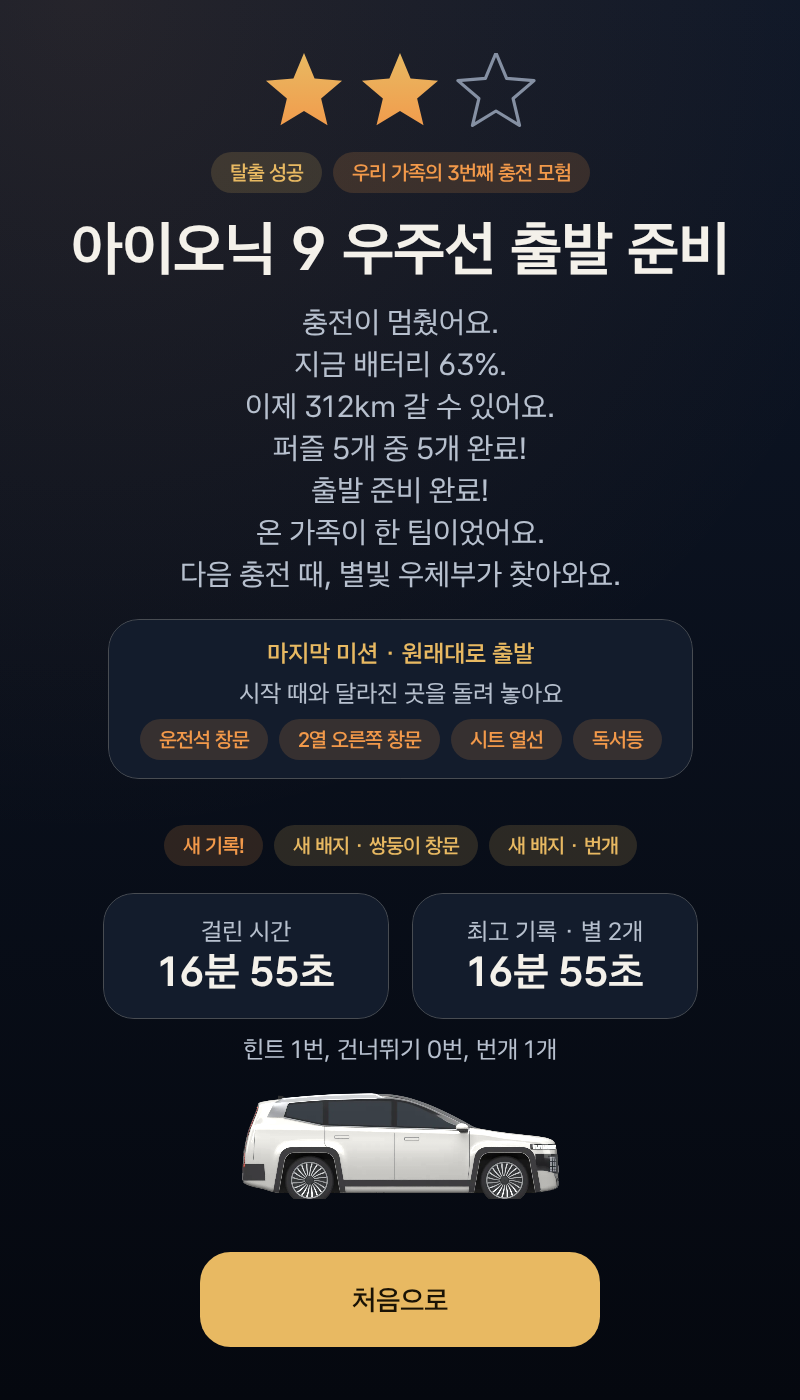 탈출 성공 우리 가족의 3번째 충전 모험
아이오닉 9 우주선 출발 준비
충전이 멈췄어요.
지금 배터리 63%.
이제 312km 갈 수 있어요.
퍼즐 5개 중 5개 완료!
출발 준비 완료!
온 가족이 한 팀이었어요.
다음 충전 때, 별빛 우체부가 찾아와요.
마지막 미션 · 원래대로 출발
시작 때와 달라진 곳을 돌려 놓아요
운전석 창문 2열 오른쪽 창문 시트 열선 독서등
새 기록! 새 배지 · 쌍둥이 창문 새 배지 · 번개
걸린 시간
16분 55초
최고 기록 · 별 2개
16분 55초
힌트 1번, 건너뛰기 0번, 번개 1개
처음으로